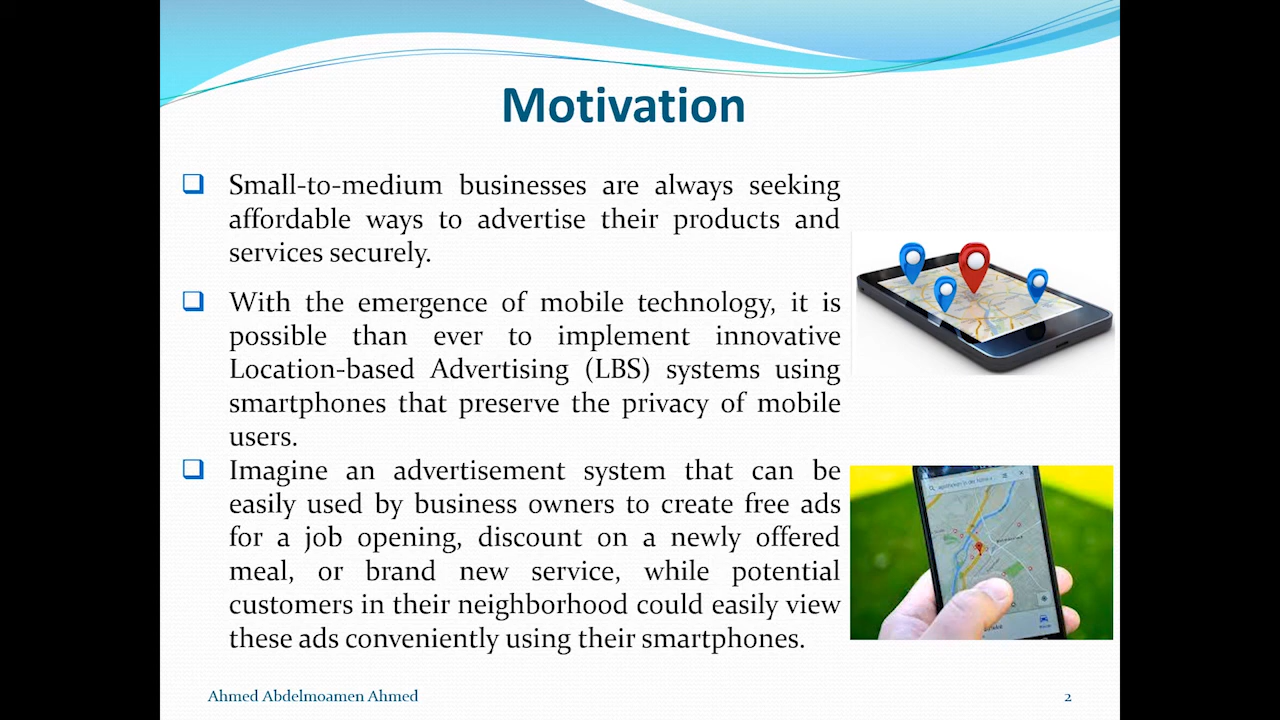 Motivation
Small-to-medium businesses are always seeking
affordable ways to advertise their products and
services securely.
With the emergence of mobile technology, it is
possible than ever to implement innovative
Location-based Advertising (LBS) systems using
smartphones that preserve the privacy of mobile
users.
Imagine an advertisement system that can be
easily used by business owners to create free ads
for a job opening, discount on a newly offered
meal, or brand new service, while potential
customers in their neighborhood could easily view
these ads conveniently using their smartphones.
Ahmed Abdelmoamen Ahmed
2